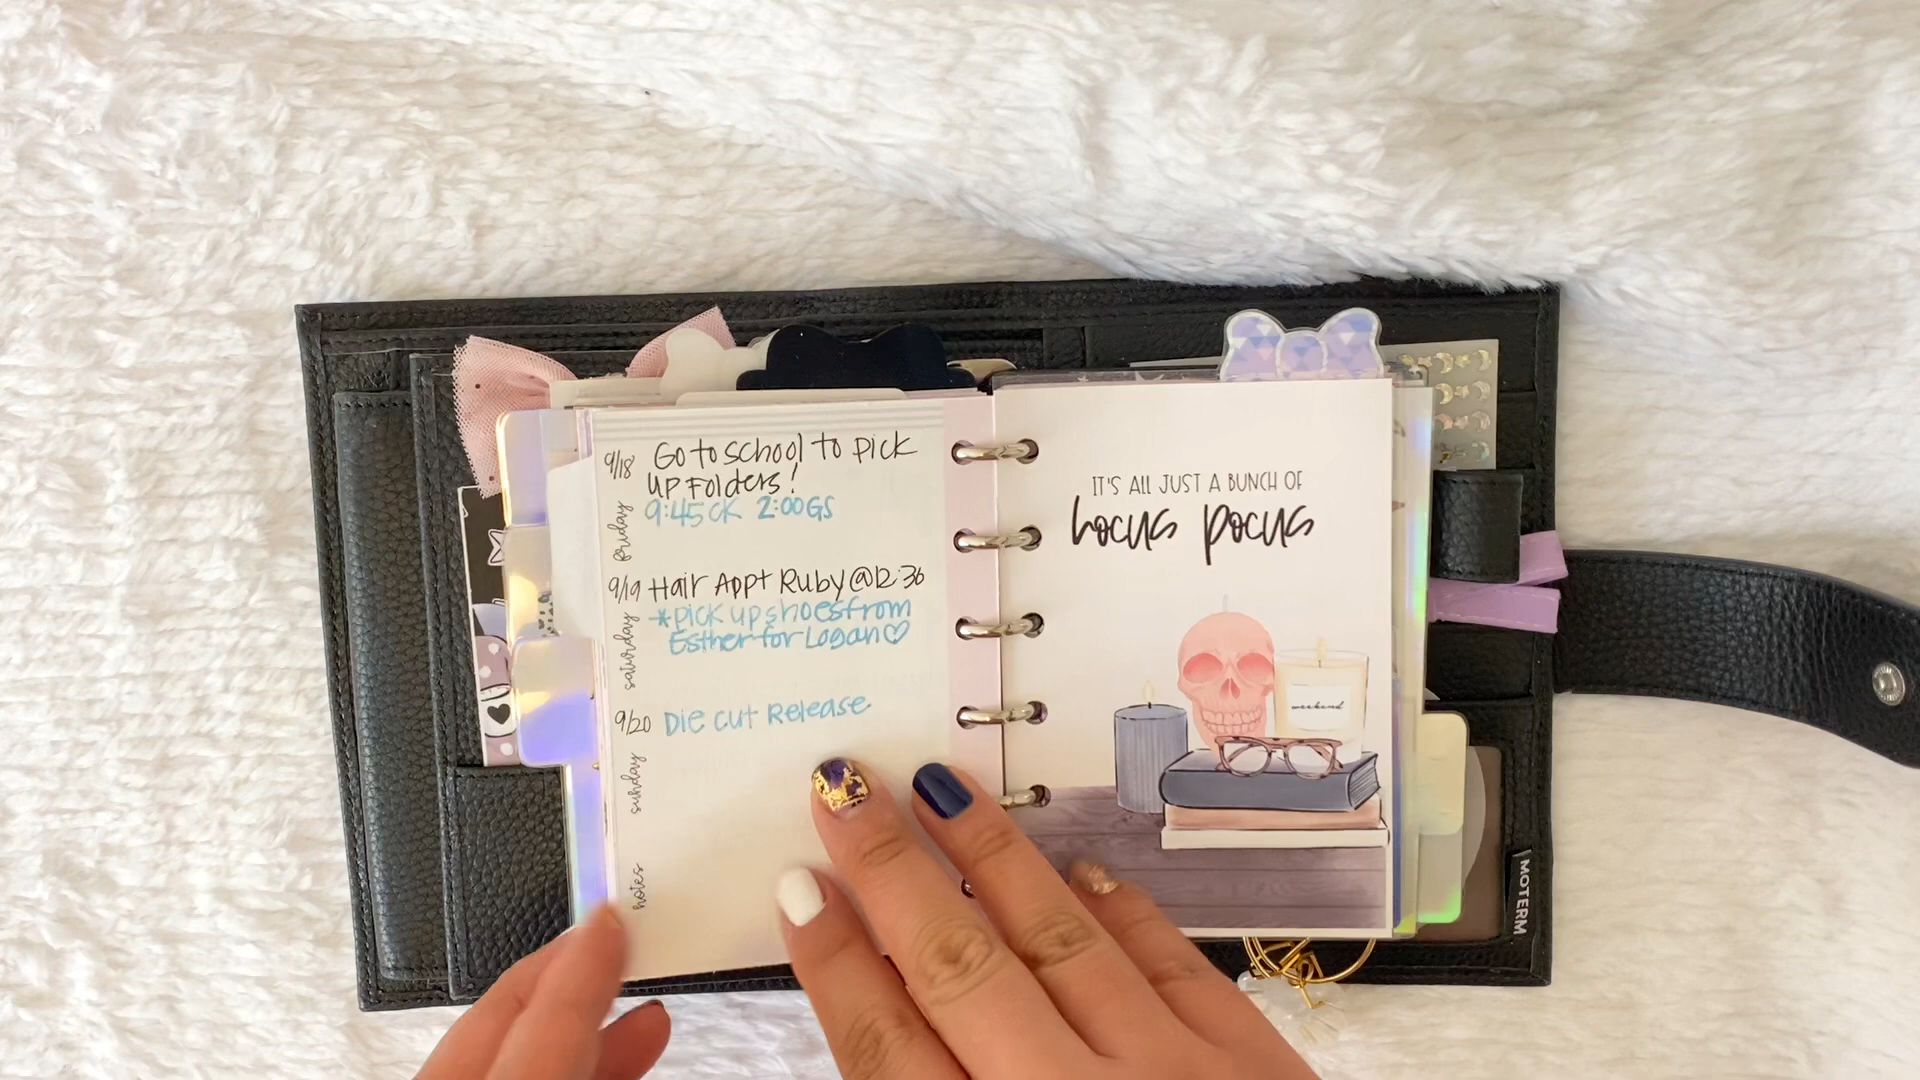 9/18 Go to school to pick
up Folders!
friday
9:45 CK 2:00 GS
9/19 Hair Appt Ruby @ 12:30
saturday
*pick up shoes from
Esther for Logan♡
9/20 Die cut Release
sunday
notes
IT'S ALL JUST A BUNCH OF
hocus pocus
weekend
MOTERM